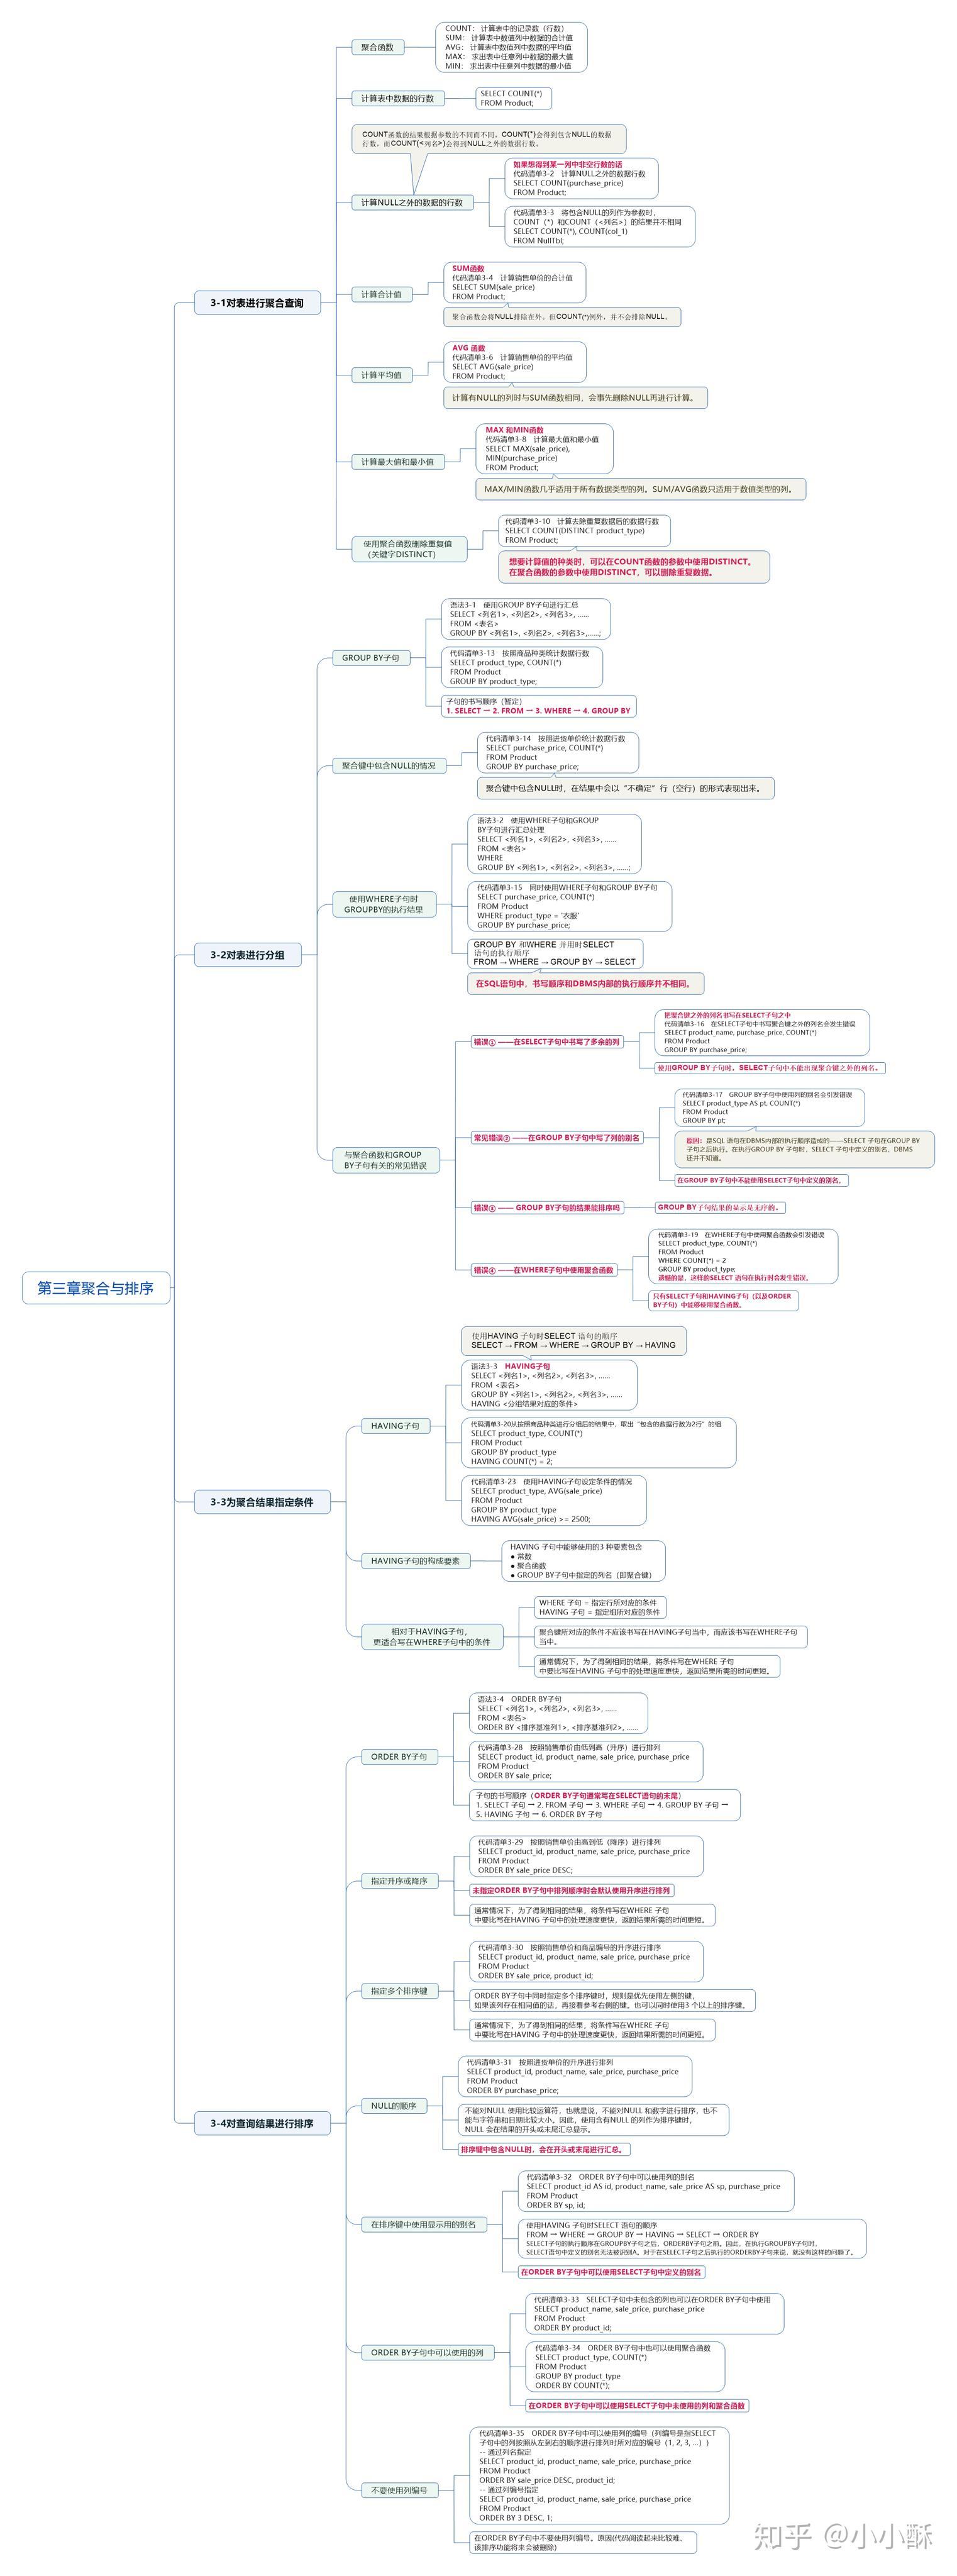 聚合函数
COUNT： 计算表中的记录数（行数）
SUM： 计算表中数值列中数据的合计值
AVG： 计算表中数值列中数据的平均值
MAX： 求出表中任意列中数据的最大值
MIN： 求出表中任意列中数据的最小值
计算表中数据的行数
SELECT COUNT(*)
FROM Product;
COUNT函数的结果根据参数的不同而不同。COUNT(*)会得到包含NULL的数据
行数，而COUNT(<列名>)会得到NULL之外的数据行数。
计算NULL之外的数据的行数
如果想得到某一列中非空行数的话
代码清单3-2 计算NULL之外的数据行数
SELECT COUNT(purchase_price)
FROM Product;
代码清单3-3 将包含NULL的列作为参数时，
COUNT（*）和COUNT（<列名>）的结果并不相同
SELECT COUNT(*), COUNT(col_1)
FROM NullTbl;
3-1对表进行聚合查询
计算合计值
SUM函数
代码清单3-4 计算销售单价的合计值
SELECT SUM(sale_price)
FROM Product;
聚合函数会将NULL排除在外。但COUNT(*)例外，并不会排除NULL。
计算平均值
AVG 函数
代码清单3-6 计算销售单价的平均值
SELECT AVG(sale_price)
FROM Product;
计算有NULL的列时与SUM函数相同，会事先删除NULL再进行计算。
计算最大值和最小值
MAX 和MIN函数
代码清单3-8 计算最大值和最小值
SELECT MAX(sale_price),
MIN(purchase_price)
FROM Product;
MAX/MIN函数几乎适用于所有数据类型的列。SUM/AVG函数只适用于数值类型的列。
使用聚合函数删除重复值
（关键字DISTINCT）
代码清单3-10 计算去除重复数据后的数据行数
SELECT COUNT(DISTINCT product_type)
FROM Product;
想要计算值的种类时，可以在COUNT函数的参数中使用DISTINCT。
在聚合函数的参数中使用DISTINCT，可以删除重复数据。
GROUP BY子句
语法3-1 使用GROUP BY子句进行汇总
SELECT <列名1>, <列名2>, <列名3>, ……
FROM <表名>
GROUP BY <列名1>, <列名2>, <列名3>,……;
代码清单3-13 按照商品种类统计数据行数
SELECT product_type, COUNT(*)
FROM Product
GROUP BY product_type;
子句的书写顺序（暂定）
1. SELECT → 2. FROM → 3. WHERE → 4. GROUP BY
聚合键中包含NULL的情况
代码清单3-14 按照进货单价统计数据行数
SELECT purchase_price, COUNT(*)
FROM Product
GROUP BY purchase_price;
聚合键中包含NULL时，在结果中会以“不确定”行（空行）的形式表现出来。
使用WHERE子句时
GROUPBY的执行结果
语法3-2 使用WHERE子句和GROUP
BY子句进行汇总处理
SELECT <列名1>, <列名2>, <列名3>, ……
FROM <表名>
WHERE
GROUP BY <列名1>, <列名2>, <列名3>, ……;
代码清单3-15 同时使用WHERE子句和GROUP BY子句
SELECT purchase_price, COUNT(*)
FROM Product
WHERE product_type = '衣服'
GROUP BY purchase_price;
GROUP BY 和WHERE 并用时SELECT
语句的执行顺序
FROM → WHERE → GROUP BY → SELECT
在SQL语句中，书写顺序和DBMS内部的执行顺序并不相同。
3-2对表进行分组
与聚合函数和GROUP
BY子句有关的常见错误
错误① ——在SELECT子句中书写了多余的列
把聚合键之外的列名书写在SELECT子句之中
代码清单3-16 在SELECT子句中书写聚合键之外的列名会发生错误
SELECT product_name, purchase_price, COUNT(*)
FROM Product
GROUP BY purchase_price;
使用GROUP BY子句时，SELECT子句中不能出现聚合键之外的列名。
常见错误② ——在GROUP BY子句中写了列的别名
代码清单3-17 GROUP BY子句中使用列的别名会引发错误
SELECT product_type AS pt, COUNT(*)
FROM Product
GROUP BY pt;
原因：是SQL 语句在DBMS内部的执行顺序造成的——SELECT 子句在GROUP BY
子句之后执行。在执行GROUP BY 子句时，SELECT 子句中定义的别名，DBMS
还并不知道。
在GROUP BY子句中不能使用SELECT子句中定义的别名。
错误③ —— GROUP BY子句的结果能排序吗
GROUP BY子句结果的显示是无序的。
错误④ ——在WHERE子句中使用聚合函数
代码清单3-19 在WHERE子句中使用聚合函数会引发错误
SELECT product_type, COUNT(*)
FROM Product
WHERE COUNT(*) = 2
GROUP BY product_type;
遗憾的是，这样的SELECT 语句在执行时会发生错误。
只有SELECT子句和HAVING子句（以及ORDER
BY子句）中能够使用聚合函数。
第三章聚合与排序
使用HAVING 子句时SELECT 语句的顺序
SELECT → FROM → WHERE → GROUP BY → HAVING
HAVING子句
语法3-3 HAVING子句
SELECT <列名1>, <列名2>, <列名3>, ……
FROM <表名>
GROUP BY <列名1>, <列名2>, <列名3>, ……
HAVING <分组结果对应的条件>
代码清单3-20从按照商品种类进行分组后的结果中，取出“包含的数据行数为2行”的组
SELECT product_type, COUNT(*)
FROM Product
GROUP BY product_type
HAVING COUNT(*) = 2;
代码清单3-23 使用HAVING子句设定条件的情况
SELECT product_type, AVG(sale_price)
FROM Product
GROUP BY product_type
HAVING AVG(sale_price) >= 2500;
3-3为聚合结果指定条件
HAVING子句的构成要素
HAVING 子句中能够使用的3 种要素包含
● 常数
● 聚合函数
● GROUP BY子句中指定的列名（即聚合键）
相对于HAVING子句，
更适合写在WHERE子句中的条件
WHERE 子句 = 指定行所对应的条件
HAVING 子句 = 指定组所对应的条件
聚合键所对应的条件不应该书写在HAVING子句当中，而应该书写在WHERE子句
当中。
通常情况下，为了得到相同的结果，将条件写在WHERE 子句
中要比写在HAVING 子句中的处理速度更快，返回结果所需的时间更短。
ORDER BY子句
语法3-4 ORDER BY子句
SELECT <列名1>, <列名2>, <列名3>, ……
FROM <表名>
ORDER BY <排序基准列1>, <排序基准列2>, ……
代码清单3-28 按照销售单价由低到高（升序）进行排列
SELECT product_id, product_name, sale_price, purchase_price
FROM Product
ORDER BY sale_price;
子句的书写顺序（ORDER BY子句通常写在SELECT语句的末尾）
1. SELECT 子句 → 2. FROM 子句 → 3. WHERE 子句 → 4. GROUP BY 子句 →
5. HAVING 子句 → 6. ORDER BY 子句
指定升序或降序
代码清单3-29 按照销售单价由高到低（降序）进行排列
SELECT product_id, product_name, sale_price, purchase_price
FROM Product
ORDER BY sale_price DESC;
未指定ORDER BY子句中排列顺序时会默认使用升序进行排列
通常情况下，为了得到相同的结果，将条件写在WHERE 子句
中要比写在HAVING 子句中的处理速度更快，返回结果所需的时间更短。
指定多个排序键
代码清单3-30 按照销售单价和商品编号的升序进行排序
SELECT product_id, product_name, sale_price, purchase_price
FROM Product
ORDER BY sale_price, product_id;
ORDER BY子句中同时指定多个排序键时，规则是优先使用左侧的键，
如果该列存在相同值的话，再接着参考右侧的键。也可以同时使用3 个以上的排序键。
通常情况下，为了得到相同的结果，将条件写在WHERE 子句
中要比写在HAVING 子句中的处理速度更快，返回结果所需的时间更短。
NULL的顺序
代码清单3-31 按照进货单价的升序进行排列
SELECT product_id, product_name, sale_price, purchase_price
FROM Product
ORDER BY purchase_price;
不能对NULL 使用比较运算符，也就是说，不能对NULL 和数字进行排序，也不
能与字符串和日期比较大小。因此，使用含有NULL 的列作为排序键时，
NULL 会在结果的开头或末尾汇总显示。
排序键中包含NULL时，会在开头或末尾进行汇总。
3-4对查询结果进行排序
在排序键中使用显示用的别名
代码清单3-32 ORDER BY子句中可以使用列的别名
SELECT product_id AS id, product_name, sale_price AS sp, purchase_price
FROM Product
ORDER BY sp, id;
使用HAVING 子句时SELECT 语句的顺序
FROM → WHERE → GROUP BY → HAVING → SELECT → ORDER BY
SELECT子句的执行顺序在GROUPBY子句之后，ORDERBY子句之前。因此，在执行GROUPBY子句时，
SELECT语句中定义的别名无法被识别A。对于在SELECT子句之后执行的ORDERBY子句来说，就没有这样的问题了。
在ORDER BY子句中可以使用SELECT子句中定义的别名
ORDER BY子句中可以使用的列
代码清单3-33 SELECT子句中未包含的列也可以在ORDER BY子句中使用
SELECT product_name, sale_price, purchase_price
FROM Product
ORDER BY product_id;
代码清单3-34 ORDER BY子句中也可以使用聚合函数
SELECT product_type, COUNT(*)
FROM Product
GROUP BY product_type
ORDER BY COUNT(*);
在ORDER BY子句中可以使用SELECT子句中未使用的列和聚合函数
不要使用列编号
代码清单3-35 ORDER BY子句中可以使用列的编号（列编号是指SELECT
子句中的列按照从左到右的顺序进行排列时所对应的编号（1, 2, 3, …））
-- 通过列名指定
SELECT product_id, product_name, sale_price, purchase_price
FROM Product
ORDER BY sale_price DESC, product_id;
-- 通过列编号指定
SELECT product_id, product_name, sale_price, purchase_price
FROM Product
ORDER BY 3 DESC, 1;
在ORDER BY子句中不要使用列编号。原因(代码阅读起来比较难、
该排序功能将来会被删除)
知乎 @小小酥